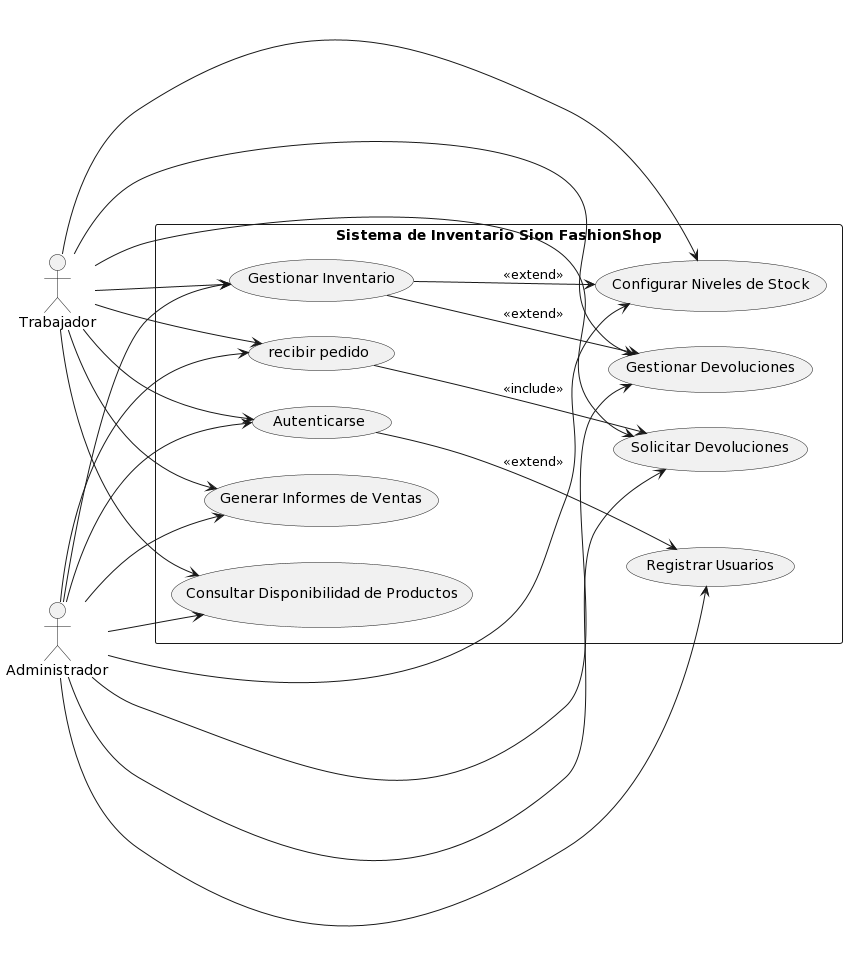 Sistema de Inventario Sion FashionShop
Trabajador
Administrador
Gestionar Inventario
recibir pedido
Autenticarse
Generar Informes de Ventas
Consultar Disponibilidad de Productos
«extend»
«extend»
«include»
«extend»
Configurar Niveles de Stock
Gestionar Devoluciones
Solicitar Devoluciones
Registrar Usuarios